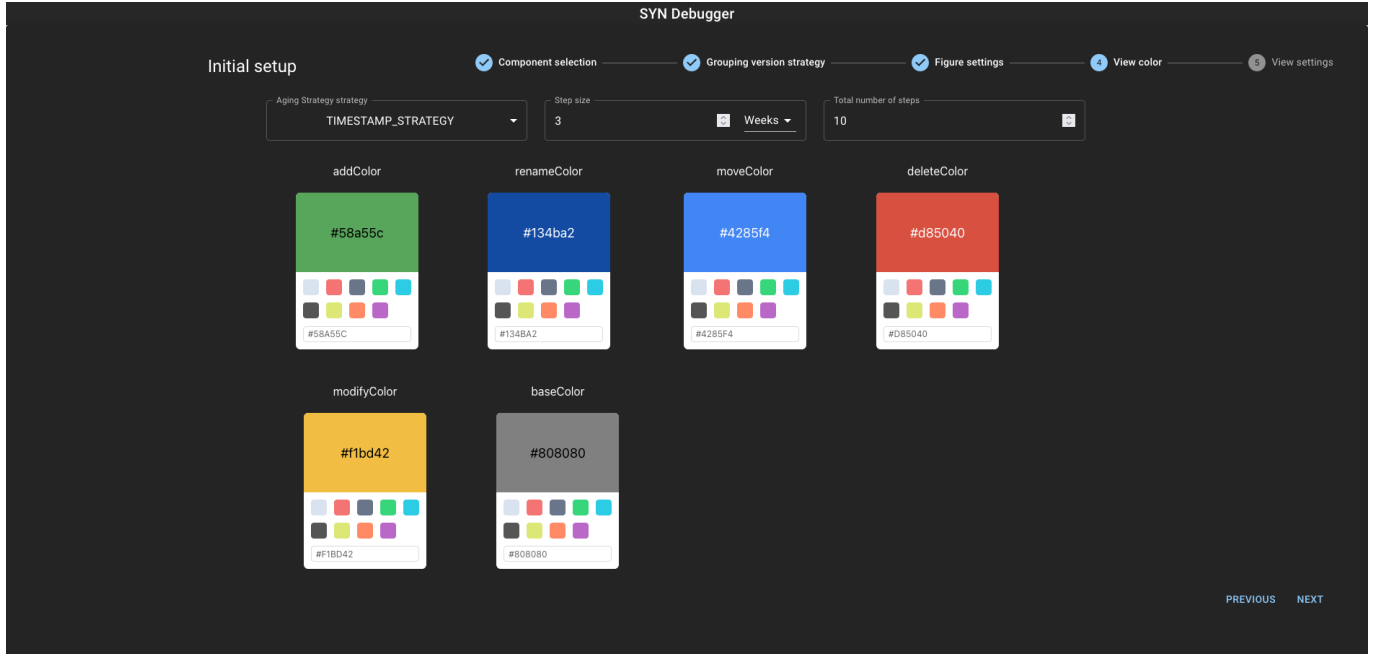 SYN Debugger
Initial setup
Component selection
Grouping version strategy
Figure settings
4 View color
5 View settings
Aging Strategy strategy
TIMESTAMP_STRATEGY
Step size
3
Weeks
Total number of steps
10
addColor
renameColor
moveColor
deleteColor
#58a55c
#134ba2
#4285f4
#d85040
#58A55C
#134BA2
#4285F4
#D85040
modifyColor
baseColor
#f1bd42
#808080
#F1BD42
#808080
PREVIOUS
NEXT